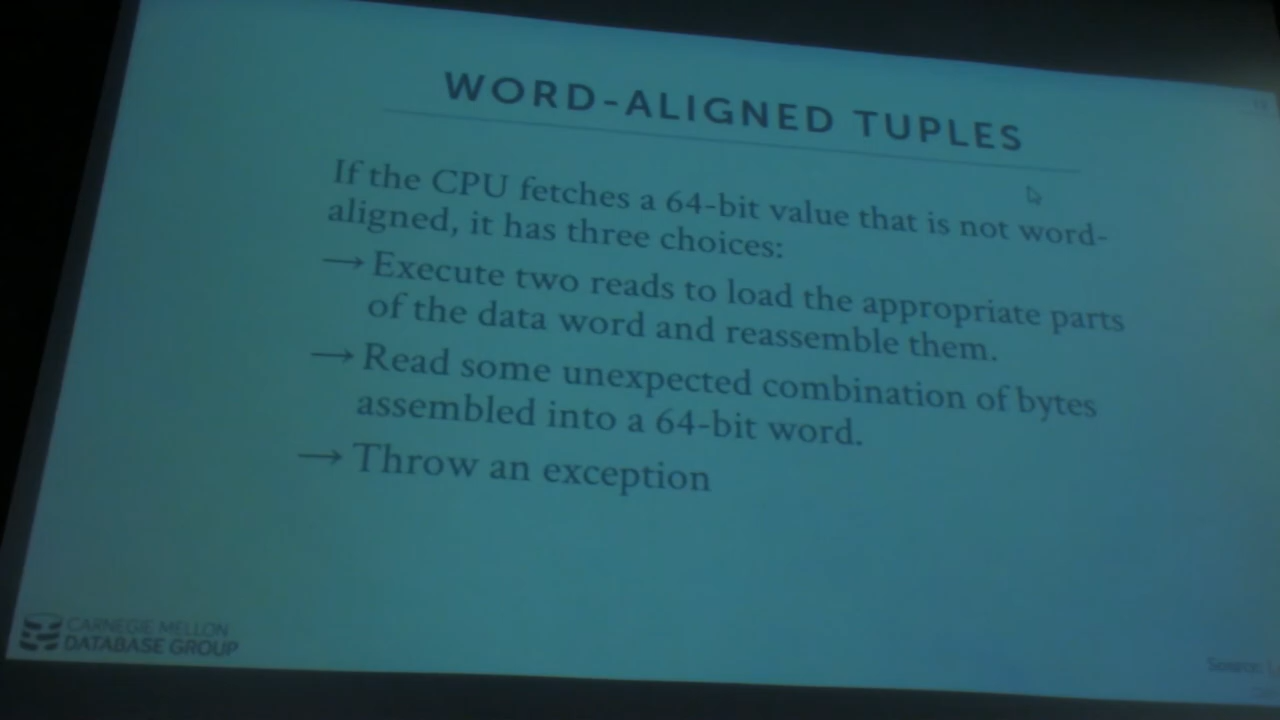 WORD-ALIGNED TUPLES
If the CPU fetches a 64-bit value that is not word-
aligned, it has three choices:
→ Execute two reads to load the appropriate parts
of the data word and reassemble them.
→ Read some unexpected combination of bytes
assembled into a 64-bit word.
→ Throw an exception
CARNEGIE MELLON
DATABASE GROUP
Source: